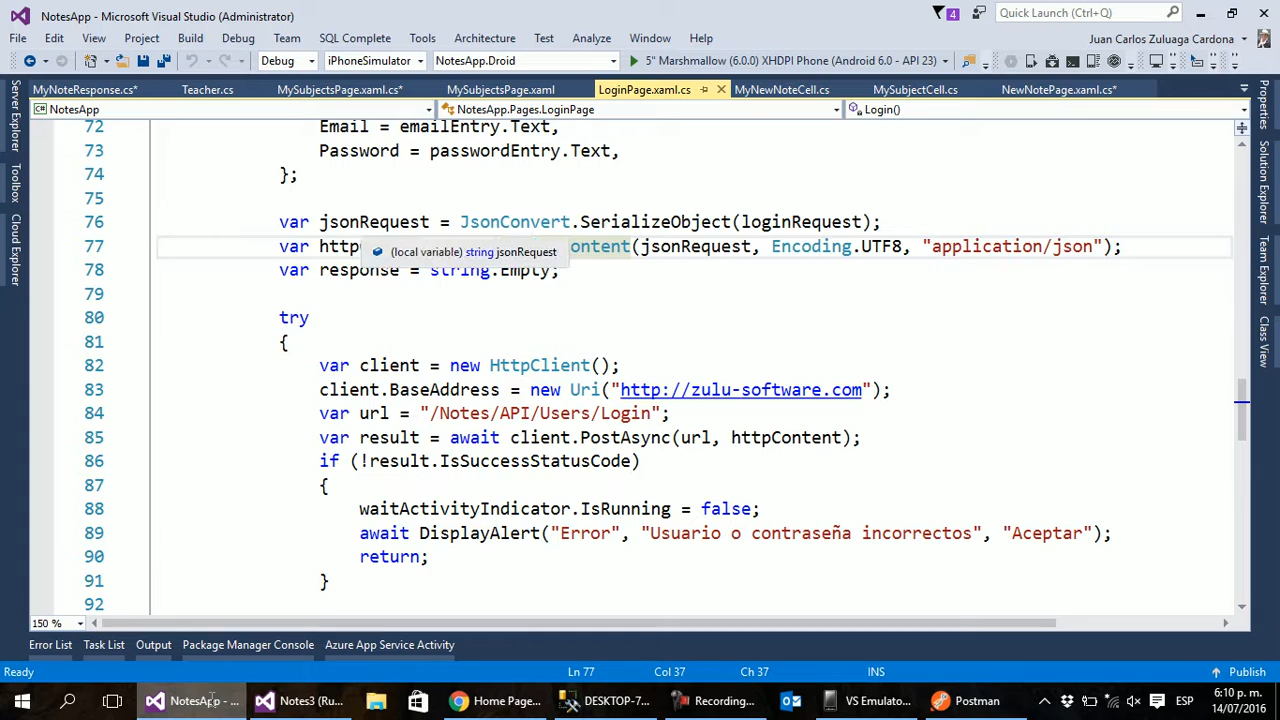 NotesApp - Microsoft Visual Studio (Administrator)
4
Quick Launch (Ctrl+Q)
File Edit View Project Build Debug Team SQL Complete Tools Architecture Test Analyze Window Help
Juan Carlos Zuluaga Cardona
Debug iPhoneSimulator NotesApp.Droid 5" Marshmallow (6.0.0) XHDPI Phone (Android 6.0 - API 23)
MyNoteResponse.cs* Teacher.cs MySubjectsPage.xaml.cs* MySubjectsPage.xaml LoginPage.xaml.cs MyNewNoteCell.cs MySubjectCell.cs NewNotePage.xaml.cs*
NotesApp NotesApp.Pages.LoginPage Login()
Server Explorer
Toolbox
Cloud Explorer
Properties
Solution Explorer
Team Explorer
Class View
72 Email = emailEntry.Text,
73 Password = passwordEntry.Text,
74 };
75
76 var jsonRequest = JsonConvert.SerializeObject(loginRequest);
77 var http ontent(jsonRequest, Encoding.UTF8, "application/json");
(local variable) string jsonRequest
78 var response = string.Empty;
79
80 try
81 {
82 var client = new HttpClient();
83 client.BaseAddress = new Uri("http://zulu-software.com");
84 var url = "/Notes/API/Users/Login";
85 var result = await client.PostAsync(url, httpContent);
86 if (!result.IsSuccessStatusCode)
87 {
88 waitActivityIndicator.IsRunning = false;
89 await DisplayAlert("Error", "Usuario o contraseña incorrectos", "Aceptar");
90 return;
91 }
92
150 %
Error List Task List Output Package Manager Console Azure App Service Activity
Ready Ln 77 Col 37 Ch 37 INS Publish
NotesApp - ... Notes3 (Ru... Home Page... DESKTOP-7... Recording... VS Emulato... Postman ESP 6:10 p. m.
14/07/2016